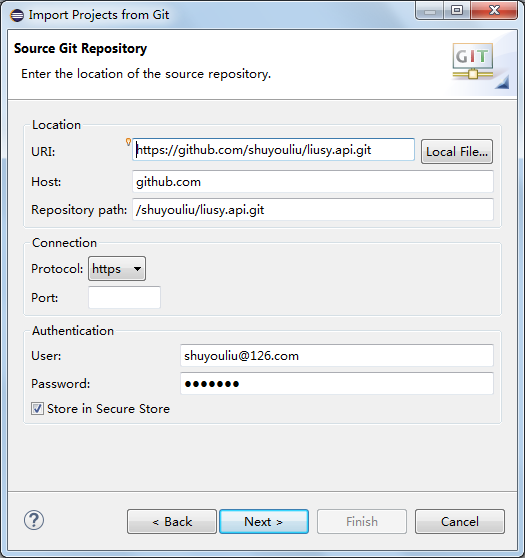 Import Projects from Git
Source Git Repository
Enter the location of the source repository.
GIT
Location
URI: https://github.com/shuyouliu/liusy.api.git Local File...
Host: github.com
Repository path: /shuyouliu/liusy.api.git
Connection
Protocol: https
Port:
Authentication
User: shuyouliu@126.com
Password: ●●●●●●●
Store in Secure Store
? < Back Next > Finish Cancel